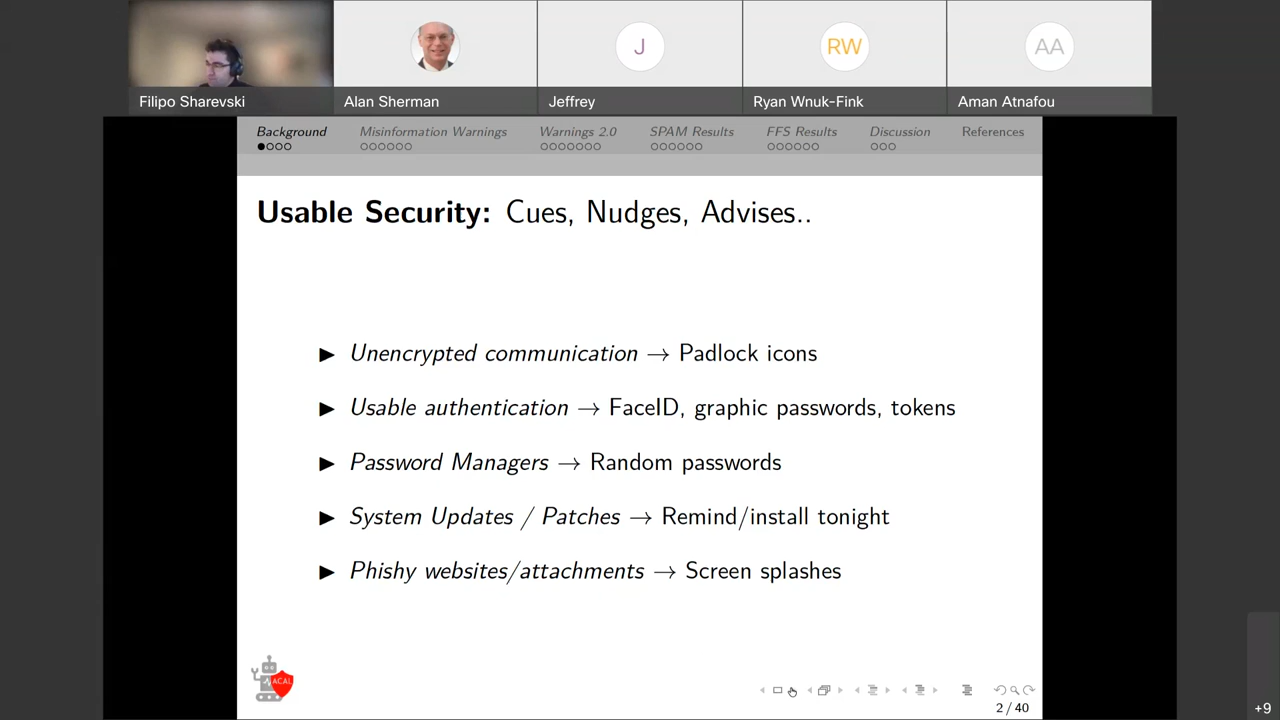 J
RW
AA
Filipo Sharevski
Alan Sherman
Jeffrey
Ryan Wnuk-Fink
Aman Atnafou
Background
Misinformation Warnings
Warnings 2.0
SPAM Results
FFS Results
Discussion
References
Usable Security: Cues, Nudges, Advises..
▶ Unencrypted communication → Padlock icons
▶ Usable authentication → FaceID, graphic passwords, tokens
▶ Password Managers → Random passwords
▶ System Updates / Patches → Remind/install tonight
▶ Phishy websites/attachments → Screen splashes
ACAL
2 / 40
+9